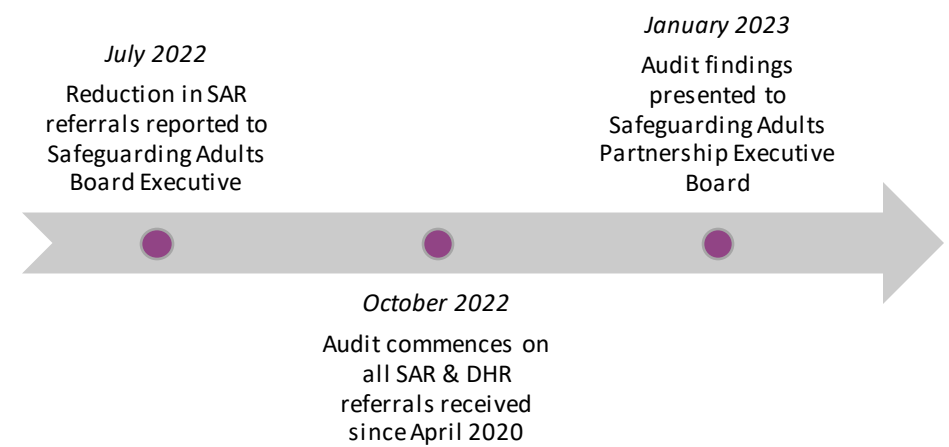 July 2022
Reduction in SAR
referrals reported to
Safeguarding Adults
Board Executive
October 2022
Audit commences on
all SAR & DHR
referrals received
since April 2020
January 2023
Audit findings
presented to
Safeguarding Adults
Partnership Executive
Board